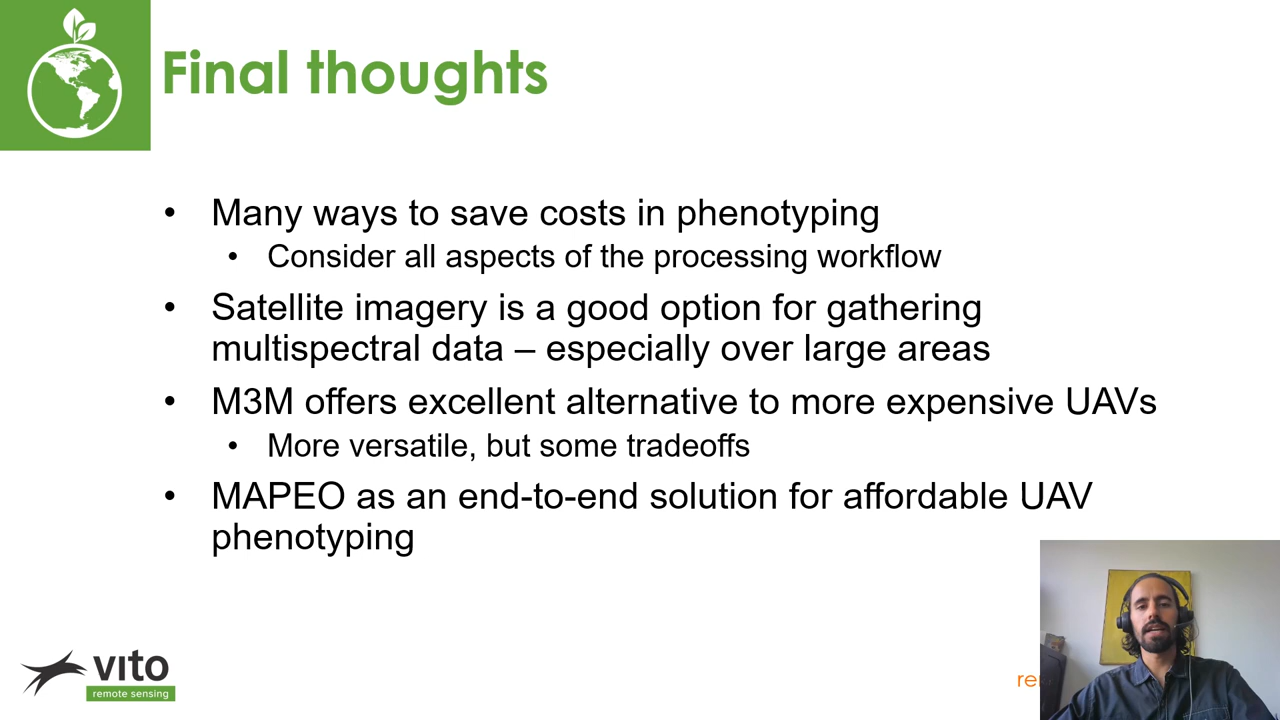 Final thoughts
• Many ways to save costs in phenotyping
• Consider all aspects of the processing workflow
• Satellite imagery is a good option for gathering
multispectral data – especially over large areas
• M3M offers excellent alternative to more expensive UAVs
• More versatile, but some tradeoffs
• MAPEO as an end-to-end solution for affordable UAV
phenotyping
vito
remote sensing